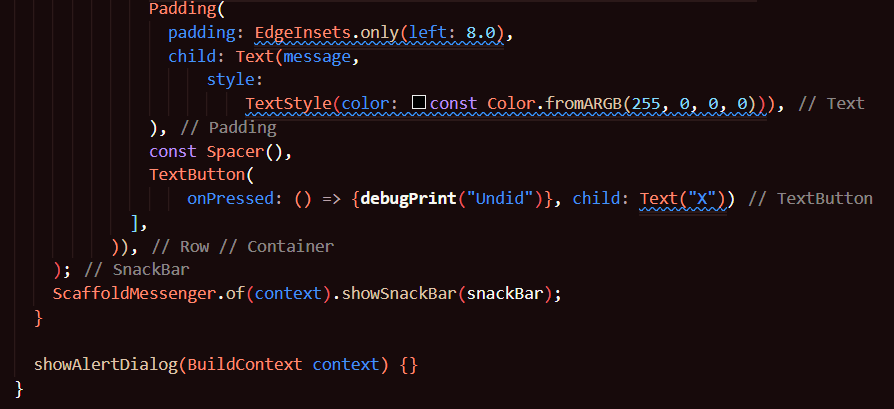 Padding(
padding: EdgeInsets.only(left: 8.0),
child: Text(message,
style:
TextStyle(color: const Color.fromARGB(255, 0, 0, 0))), // Text
), // Padding
const Spacer(),
TextButton(
onPressed: () => {debugPrint("Undid")}, child: Text("X")) // TextButton
],
)), // Row // Container
); // SnackBar
ScaffoldMessenger.of(context).showSnackBar(snackBar);
}
showAlertDialog(BuildContext context) {}
}